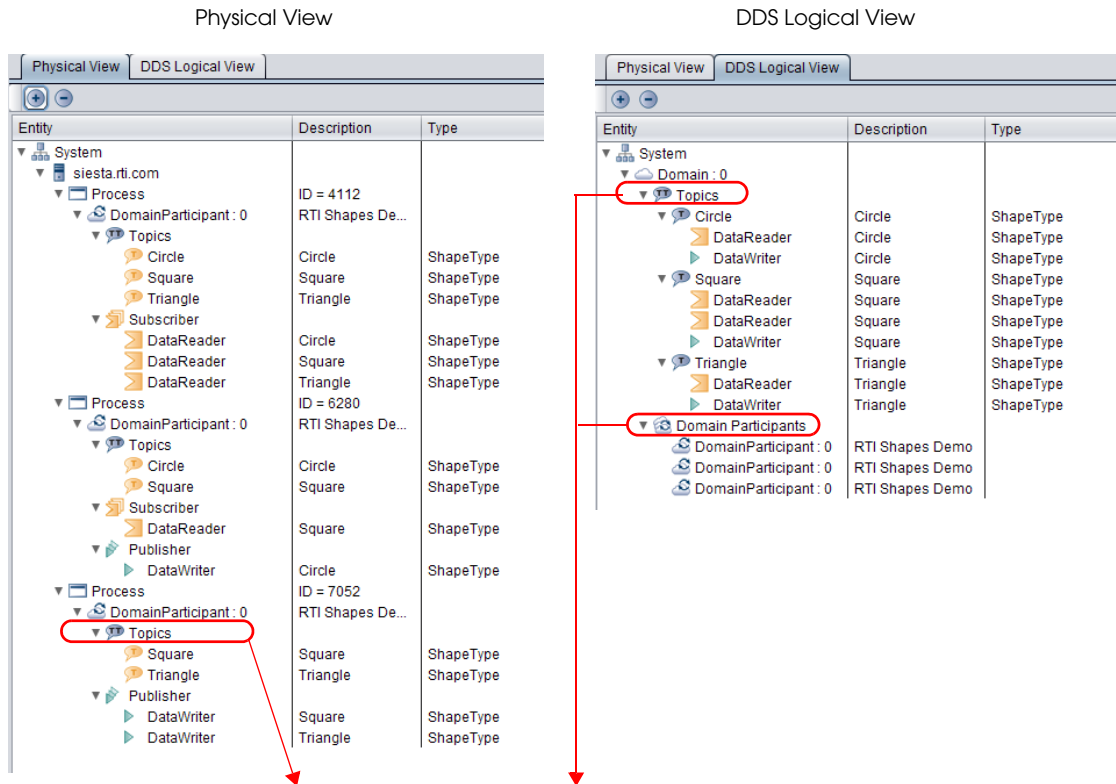 Physical View
Physical View DDS Logical View
Entity Description Type
System
siesta.rti.com
Process ID = 4112
DomainParticipant : 0 RTI Shapes De...
TT Topics
T Circle Circle ShapeType
T Square Square ShapeType
T Triangle Triangle ShapeType
Subscriber
DataReader Circle ShapeType
DataReader Square ShapeType
DataReader Triangle ShapeType
Process ID = 6280
DomainParticipant : 0 RTI Shapes De...
TT Topics
T Circle Circle ShapeType
T Square Square ShapeType
Subscriber
DataReader Square ShapeType
Publisher
DataWriter Circle ShapeType
Process ID = 7052
DomainParticipant : 0 RTI Shapes De...
TT Topics
T Square Square ShapeType
T Triangle Triangle ShapeType
Publisher
DataWriter Square ShapeType
DataWriter Triangle ShapeType
DDS Logical View
Physical View DDS Logical View
Entity Description Type
System
Domain : 0
TT Topics
T Circle Circle ShapeType
DataReader Circle ShapeType
DataWriter Circle ShapeType
T Square Square ShapeType
DataReader Square ShapeType
DataReader Square ShapeType
DataWriter Square ShapeType
T Triangle Triangle ShapeType
DataReader Triangle ShapeType
DataWriter Triangle ShapeType
Domain Participants
DomainParticipant : 0 RTI Shapes Demo
DomainParticipant : 0 RTI Shapes Demo
DomainParticipant : 0 RTI Shapes Demo